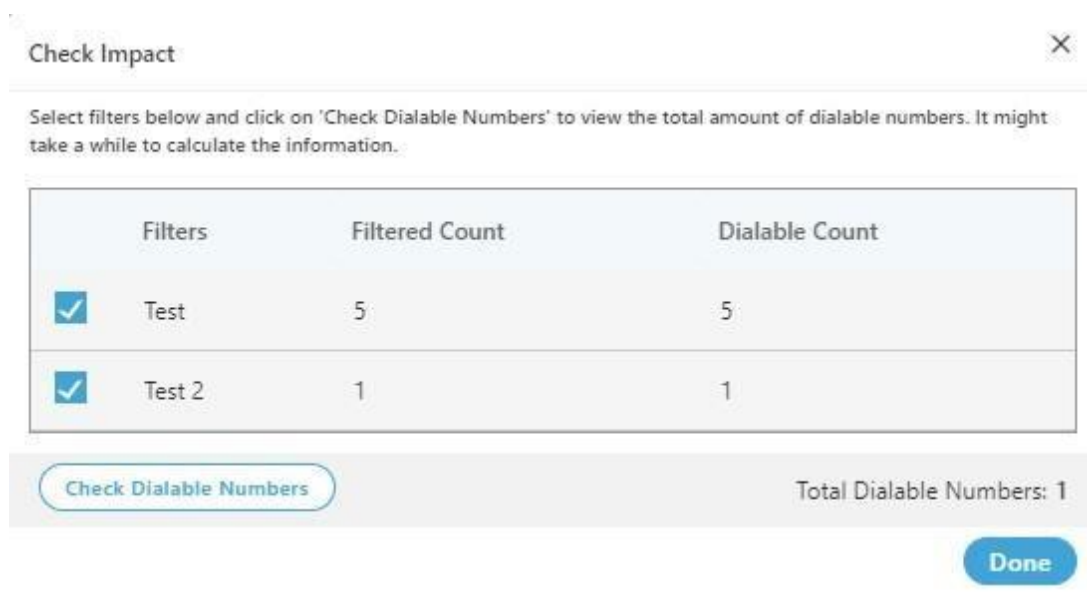 Check Impact
Select filters below and click on 'Check Dialable Numbers' to view the total amount of dialable numbers. It might
take a while to calculate the information.
Filters Filtered Count Dialable Count
Test 5 5
Test 2 1 1
Check Dialable Numbers Total Dialable Numbers: 1
Done